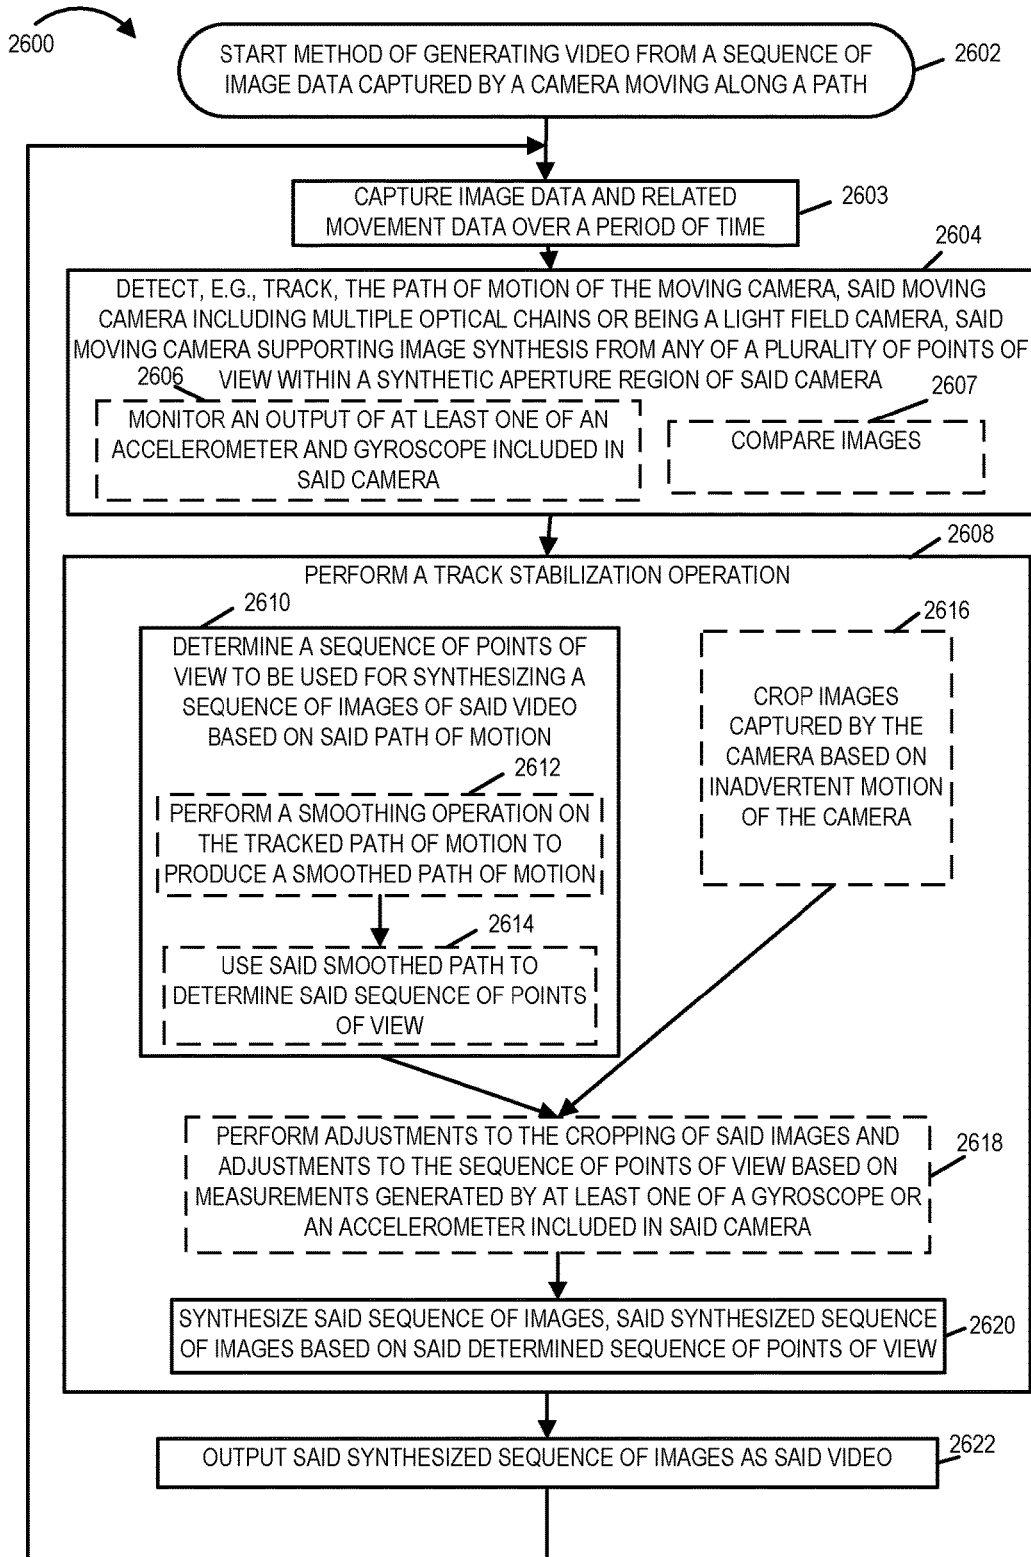 2600
START METHOD OF GENERATING VIDEO FROM A SEQUENCE OF
IMAGE DATA CAPTURED BY A CAMERA MOVING ALONG A PATH
2602
CAPTURE IMAGE DATA AND RELATED
MOVEMENT DATA OVER A PERIOD OF TIME
2603
2604
DETECT, E.G., TRACK, THE PATH OF MOTION OF THE MOVING CAMERA, SAID MOVING
CAMERA INCLUDING MULTIPLE OPTICAL CHAINS OR BEING A LIGHT FIELD CAMERA, SAID
MOVING CAMERA SUPPORTING IMAGE SYNTHESIS FROM ANY OF A PLURALITY OF POINTS OF
VIEW WITHIN A SYNTHETIC APERTURE REGION OF SAID CAMERA
2606
MONITOR AN OUTPUT OF AT LEAST ONE OF AN
ACCELEROMETER AND GYROSCOPE INCLUDED IN
SAID CAMERA
2607
COMPARE IMAGES
2608
PERFORM A TRACK STABILIZATION OPERATION
2610
DETERMINE A SEQUENCE OF POINTS OF
VIEW TO BE USED FOR SYNTHESIZING A
SEQUENCE OF IMAGES OF SAID VIDEO
BASED ON SAID PATH OF MOTION
2612
PERFORM A SMOOTHING OPERATION ON
THE TRACKED PATH OF MOTION TO
PRODUCE A SMOOTHED PATH OF MOTION
2614
USE SAID SMOOTHED PATH TO
DETERMINE SAID SEQUENCE OF POINTS
OF VIEW
2616
CROP IMAGES
CAPTURED BY THE
CAMERA BASED ON
INADVERTENT MOTION
OF THE CAMERA
PERFORM ADJUSTMENTS TO THE CROPPING OF SAID IMAGES AND
ADJUSTMENTS TO THE SEQUENCE OF POINTS OF VIEW BASED ON
MEASUREMENTS GENERATED BY AT LEAST ONE OF A GYROSCOPE OR
AN ACCELEROMETER INCLUDED IN SAID CAMERA
2618
SYNTHESIZE SAID SEQUENCE OF IMAGES, SAID SYNTHESIZED SEQUENCE
OF IMAGES BASED ON SAID DETERMINED SEQUENCE OF POINTS OF VIEW
2620
OUTPUT SAID SYNTHESIZED SEQUENCE OF IMAGES AS SAID VIDEO
2622